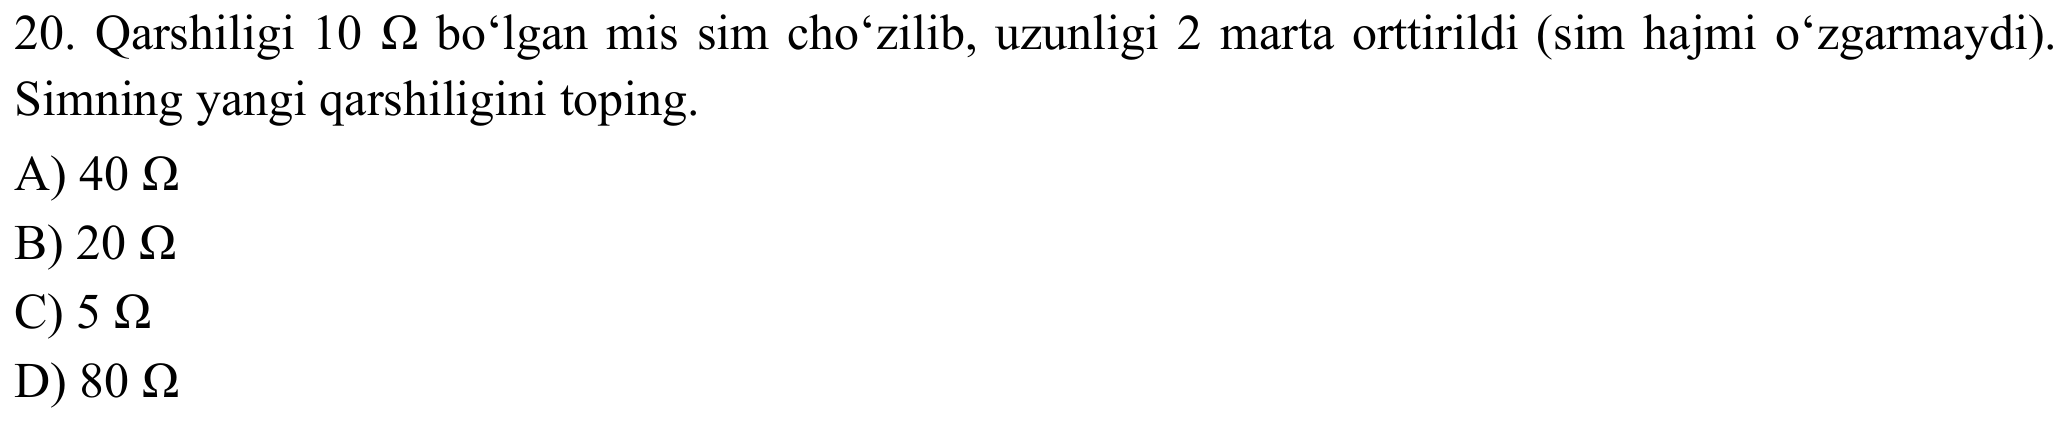 20. Qarshiligi 10 Ω bo‘lgan mis sim cho‘zilib, uzunligi 2 marta orttirildi (sim hajmi o‘zgarmaydi).
Simning yangi qarshiligini toping.
A) 40 Ω
B) 20 Ω
C) 5 Ω
D) 80 Ω